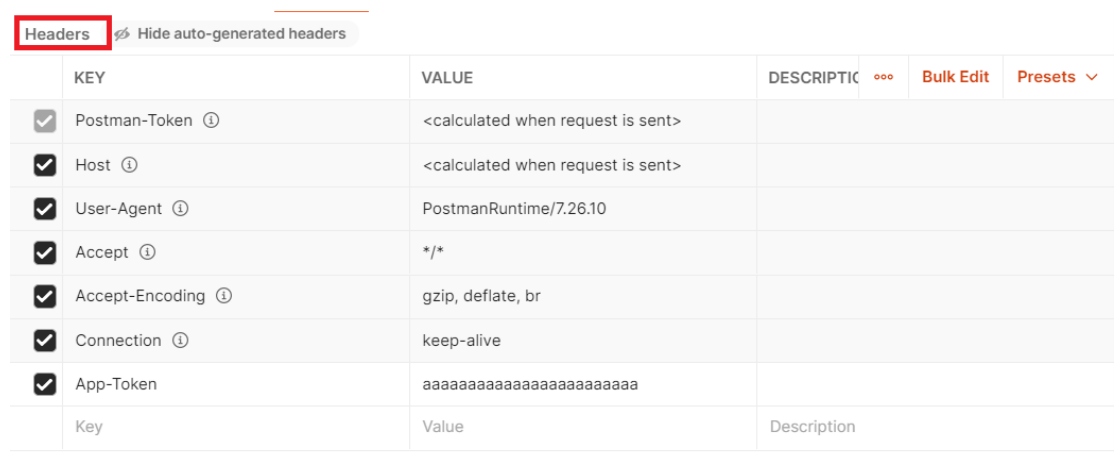 Headers Hide auto-generated headers
KEY VALUE DESCRIPTIO Bulk Edit Presets
Postman-Token <calculated when request is sent>
Host <calculated when request is sent>
User-Agent PostmanRuntime/7.26.10
Accept */*
Accept-Encoding gzip, deflate, br
Connection keep-alive
App-Token aaaaaaaaaaaaaaaaaaaaaaaa
Key Value Description